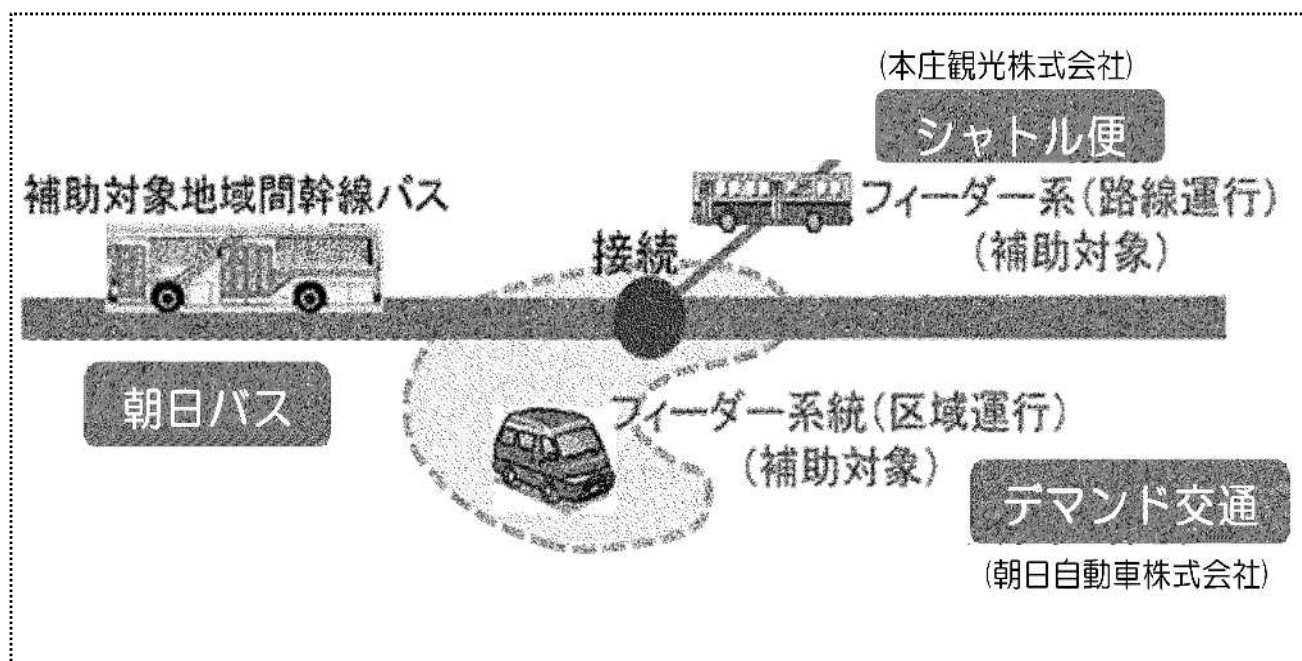 (本庄観光株式会社)
シャトル便
補助対象地域間幹線バス
フィーダー系(路線運行)
(補助対象)
接続
朝日バス
フィーダー系統(区域運行)
(補助対象)
デマンド交通
(朝日自動車株式会社)